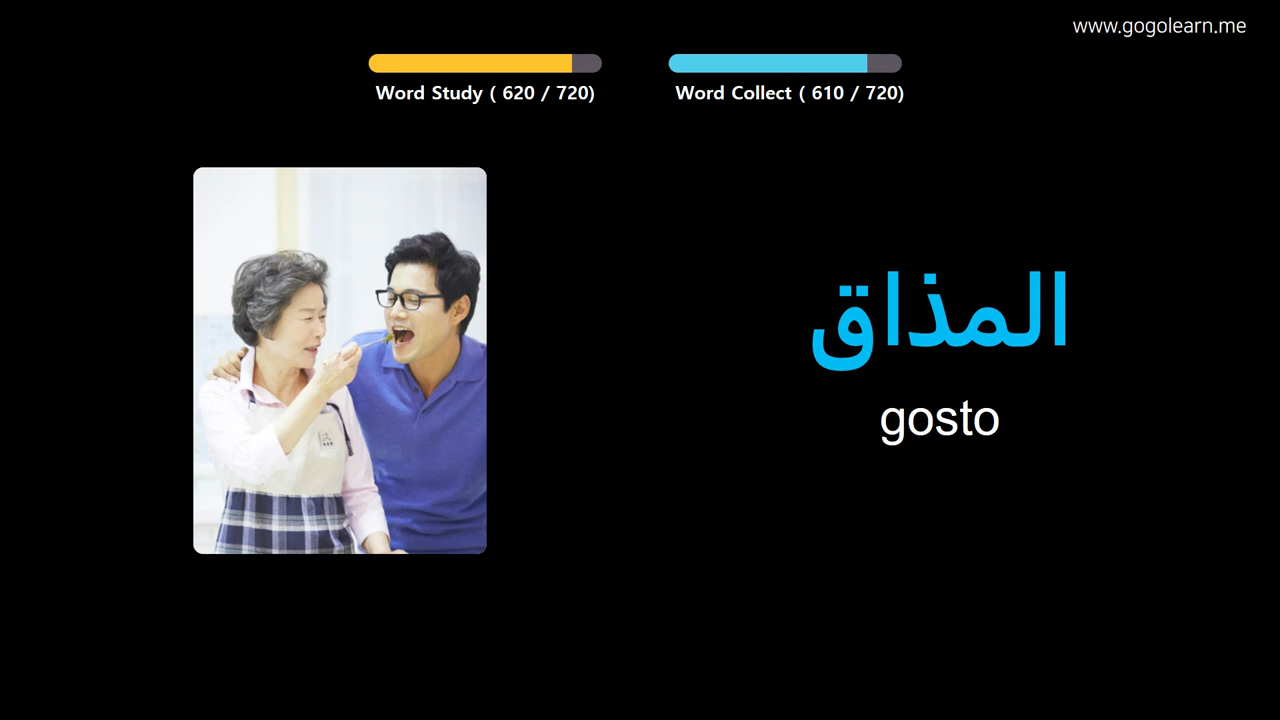 www.gogolearn.me
Word Study ( 620 / 720)
Word Collect ( 610 / 720)
المذاق
gosto